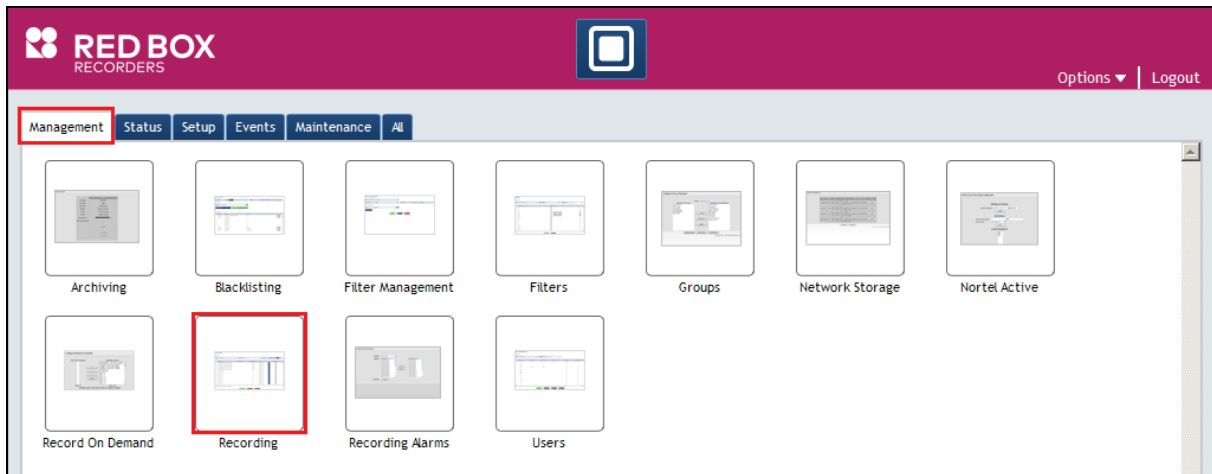 RED BOX
RECORDERS
Options Logout
Management Status Setup Events Maintenance All
Archiving Blacklisting Filter Management Filters Groups Network Storage Nortel Active
Record On Demand Recording Recording Alarms Users